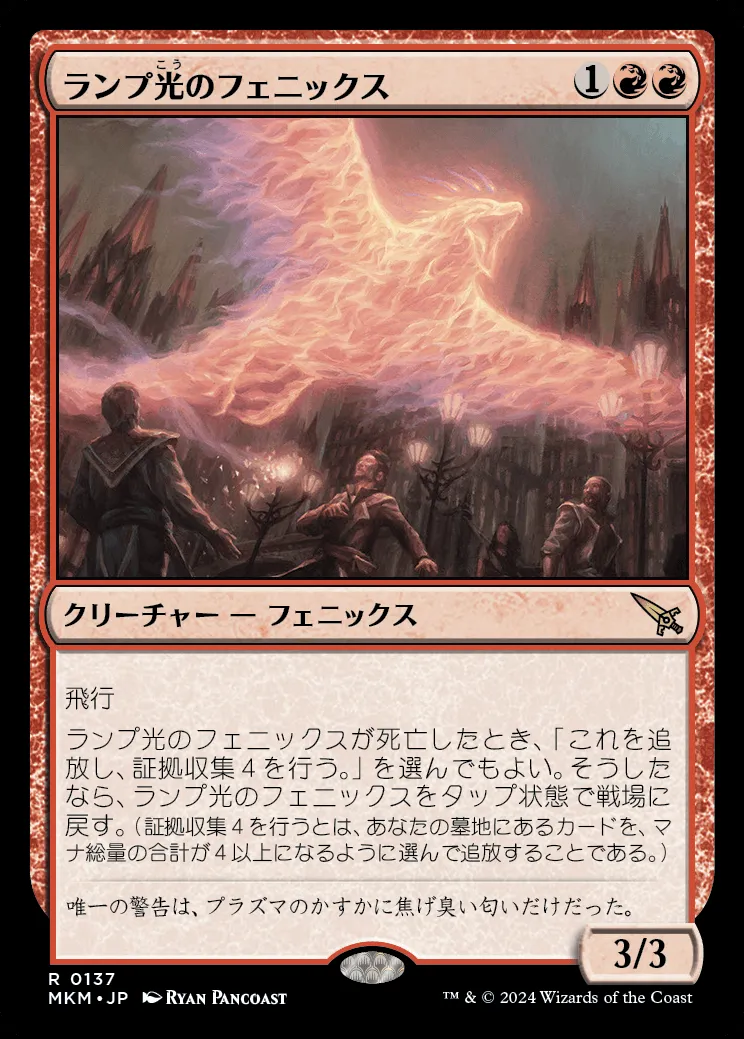 ランプ光のフェニックス 1
こう
クリーチャー — フェニックス
飛行
ランプ光のフェニックスが死亡したとき、「これを追
放し、証拠収集4を行う。」を選んでもよい。そうした
なら、ランプ光のフェニックスをタップ状態で戦場に
戻す。(証拠収集4を行うとは、あなたの墓地にあるカードを、マ
ナ総量の合計が4以上になるように選んで追放することである。)
唯一の警告は、プラズマのかすかに焦げ臭い匂いだけだった。
3/3
R 0137
MKM • JP RYAN PANCOAST
™ & © 2024 Wizards of the Coast